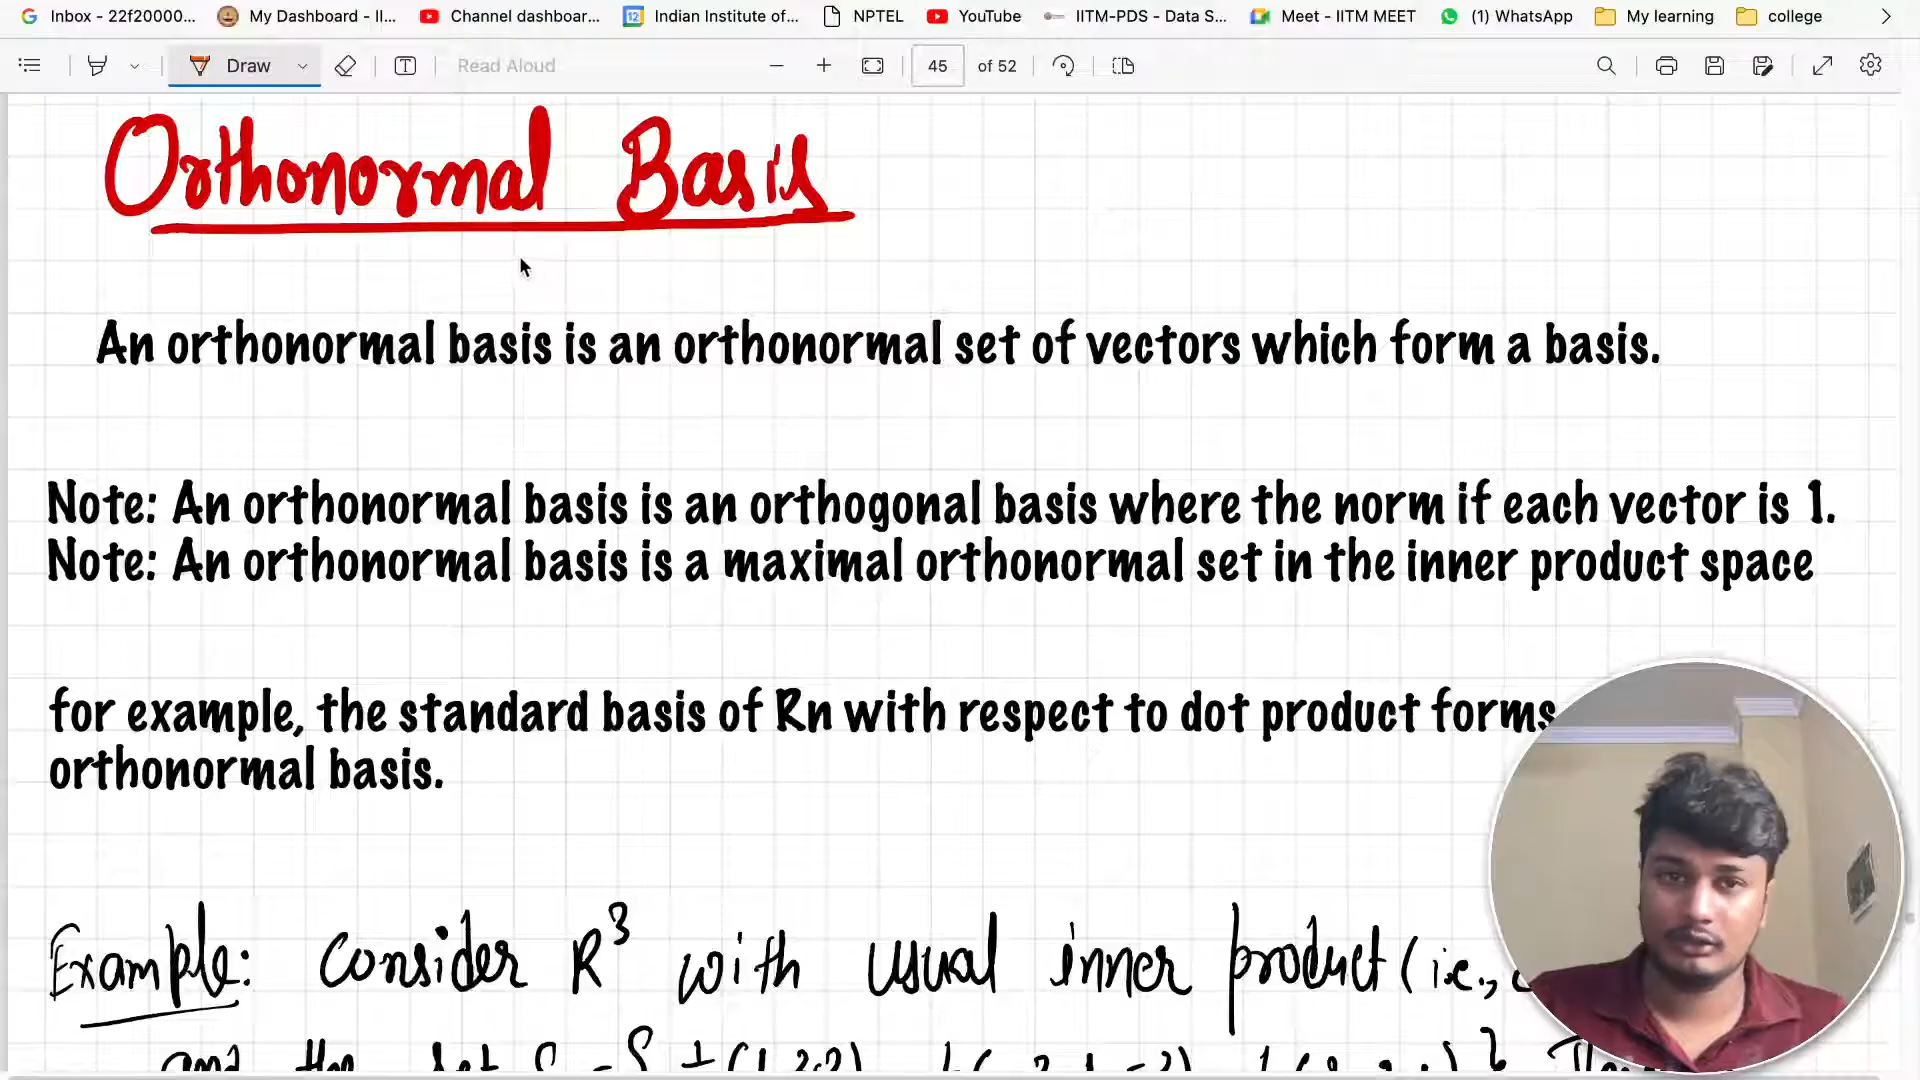 Inbox - 22f20000... My Dashboard - II... Channel dashboar... Indian Institute of... NPTEL YouTube IITM-PDS - Data S... Meet - IITM MEET (1) WhatsApp My learning college
Draw Read Aloud 45 of 52
Orthonormal Basis
An orthonormal basis is an orthonormal set of vectors which form a basis.
Note: An orthonormal basis is an orthogonal basis where the norm if each vector is 1.
Note: An orthonormal basis is a maximal orthonormal set in the inner product space
for example, the standard basis of Rn with respect to dot product forms
orthonormal basis.
Example: Consider R³ with usual inner product (i.e.,
and the set